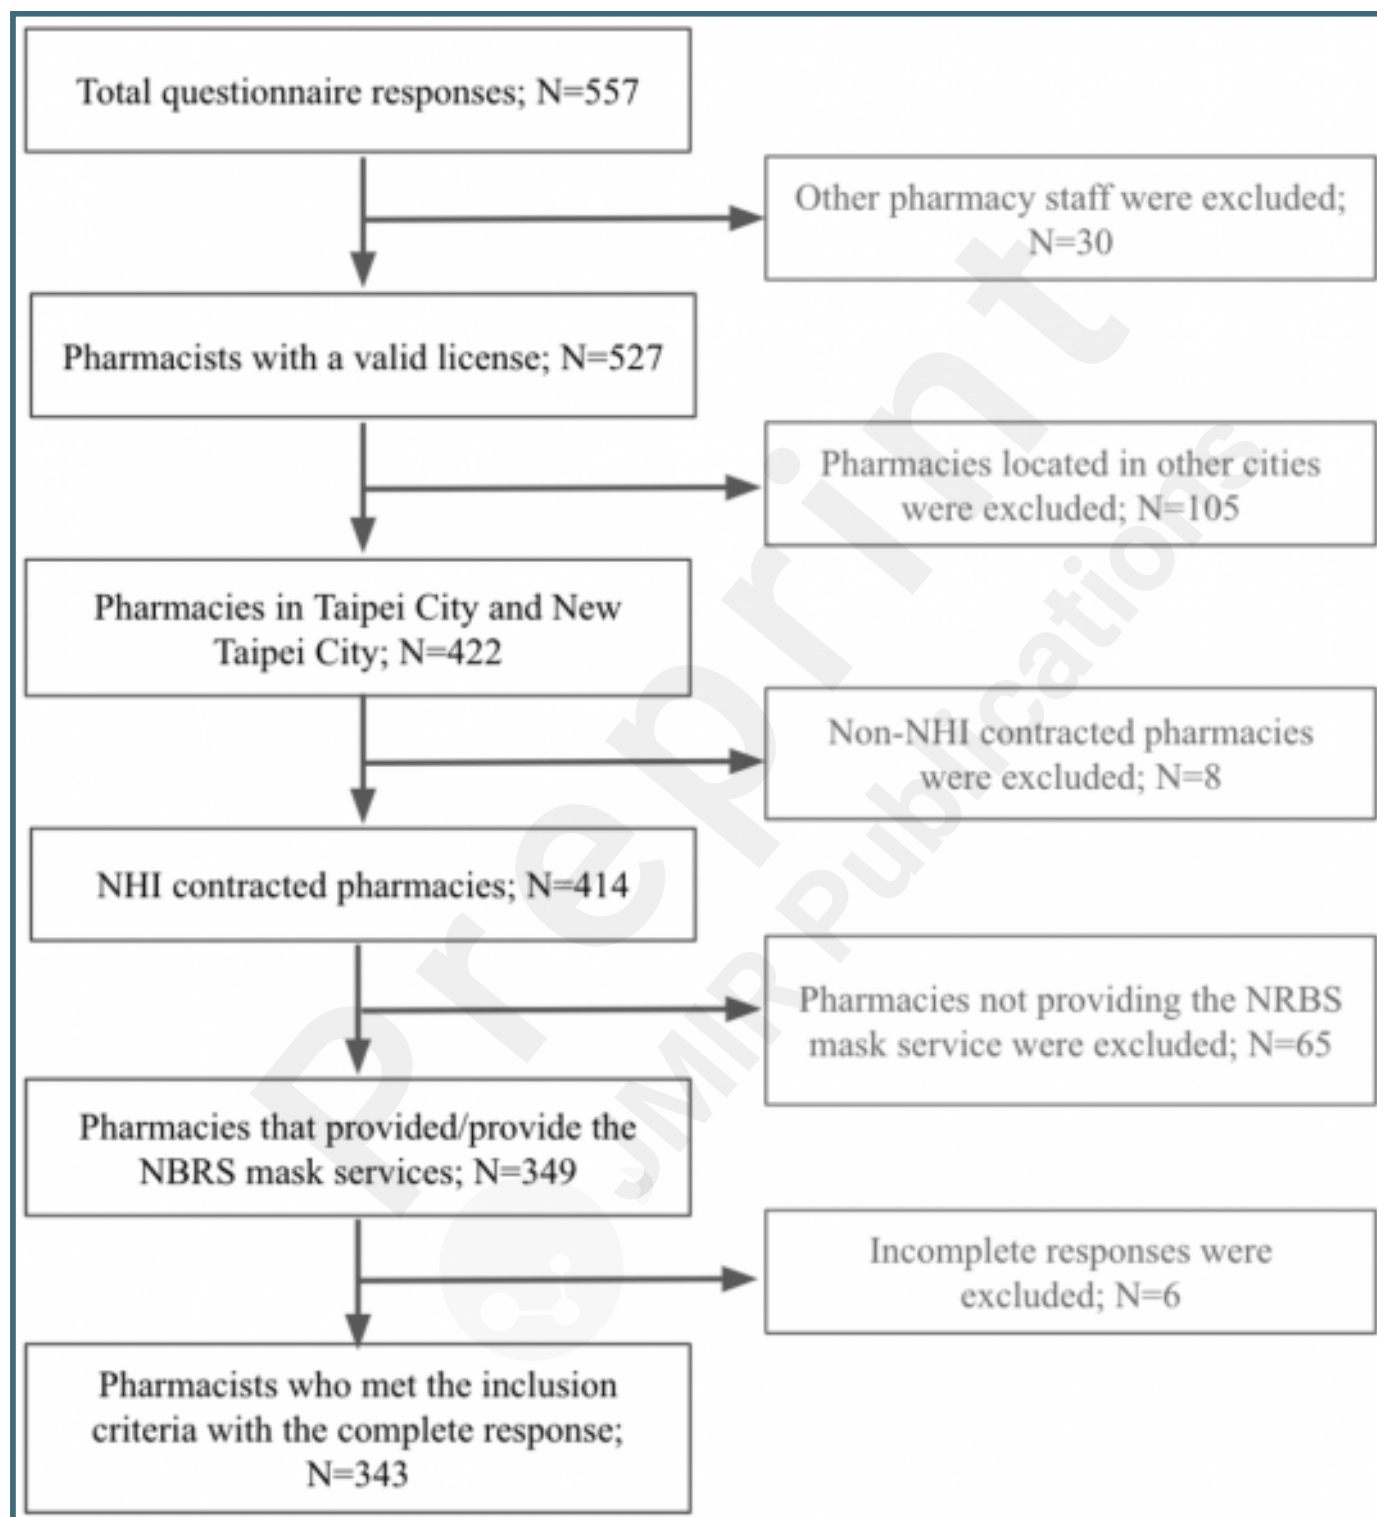 Total questionnaire responses; N=557
Other pharmacy staff were excluded;
N=30
Pharmacists with a valid license; N=527
Pharmacies located in other cities
were excluded; N=105
Pharmacies in Taipei City and New
Taipei City; N=422
Non-NHI contracted pharmacies
were excluded; N=8
NHI contracted pharmacies; N=414
Pharmacies not providing the NRBS
mask service were excluded; N=65
Pharmacies that provided/provide the
NBRS mask services; N=349
Incomplete responses were
excluded; N=6
Pharmacists who met the inclusion
criteria with the complete response;
N=343
Preprint
JMIR Publications